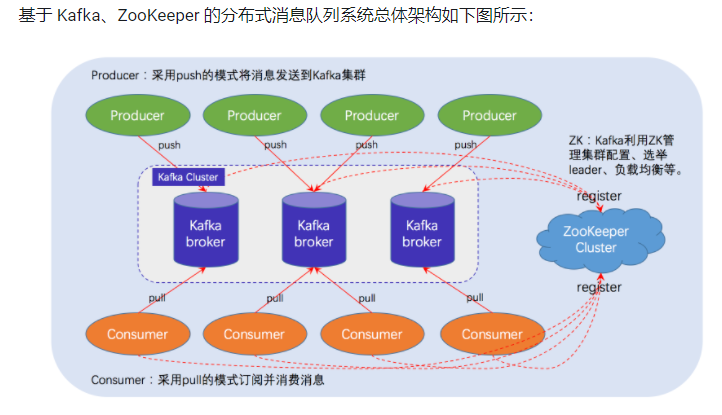 基于 Kafka、ZooKeeper 的分布式消息队列系统总体架构如下图所示：
Producer：采用push的模式将消息发送到Kafka集群
Producer
Producer
Producer
Producer
push
push
push
push
ZK：Kafka利用ZK管
理集群配置、选举
leader、负载均衡等。
Kafka Cluster
register
Kafka
broker
Kafka
broker
Kafka
broker
ZooKeeper
Cluster
register
pull
pull
pull
pull
Consumer
Consumer
Consumer
Consumer
Consumer：采用pull的模式订阅并消费消息